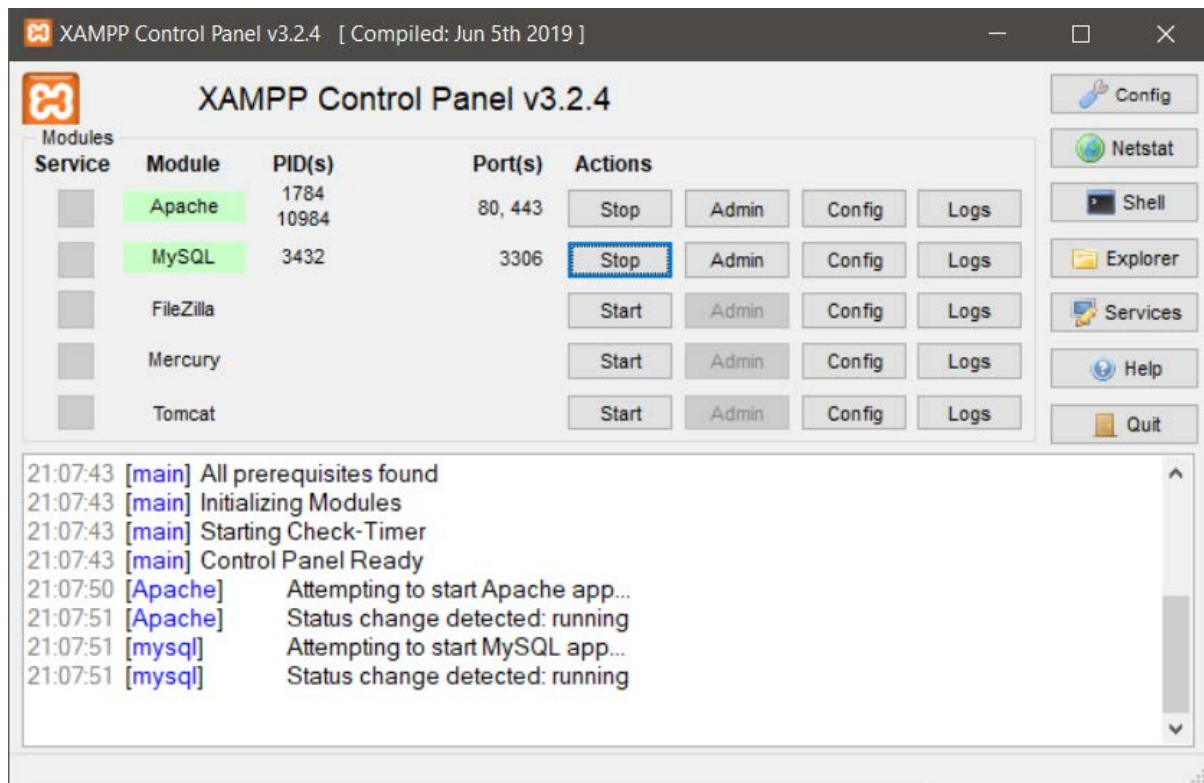 XAMPP Control Panel v3.2.4 [ Compiled: Jun 5th 2019 ]
XAMPP Control Panel v3.2.4
Config
Netstat
Shell
Explorer
Services
Help
Quit
Modules
Service Module PID(s) Port(s) Actions
Apache 1784 10984 80, 443 Stop Admin Config Logs
MySQL 3432 3306 Stop Admin Config Logs
FileZilla Start Admin Config Logs
Mercury Start Admin Config Logs
Tomcat Start Admin Config Logs
21:07:43 [main] All prerequisites found
21:07:43 [main] Initializing Modules
21:07:43 [main] Starting Check-Timer
21:07:43 [main] Control Panel Ready
21:07:50 [Apache] Attempting to start Apache app...
21:07:51 [Apache] Status change detected: running
21:07:51 [mysql] Attempting to start MySQL app...
21:07:51 [mysql] Status change detected: running